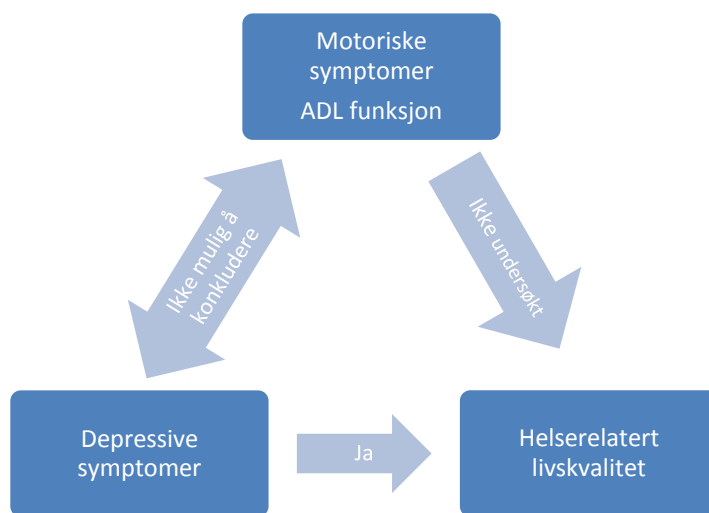 Motoriske
symptomer
ADL funksjon
Ikke mulig å
konkludere
Ikke undersøkt
Depressive
symptomer
Ja
Helserelatert
livskvalitet